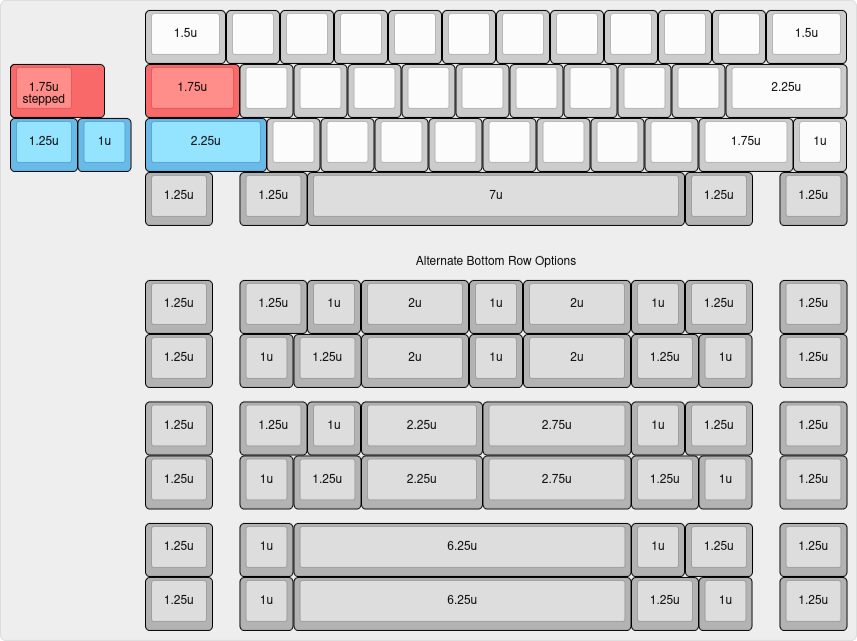 1.5u 1.5u
1.75u
stepped
1.75u 2.25u
1.25u 1u 2.25u 1.75u 1u
1.25u 1.25u 7u 1.25u 1.25u
Alternate Bottom Row Options
1.25u 1.25u 1u 2u 1u 2u 1u 1.25u 1.25u
1.25u 1u 1.25u 2u 1u 2u 1.25u 1u 1.25u
1.25u 1.25u 1u 2.25u 2.75u 1u 1.25u 1.25u
1.25u 1u 1.25u 2.25u 2.75u 1.25u 1u 1.25u
1.25u 1u 6.25u 1u 1.25u 1.25u
1.25u 1u 6.25u 1.25u 1u 1.25u